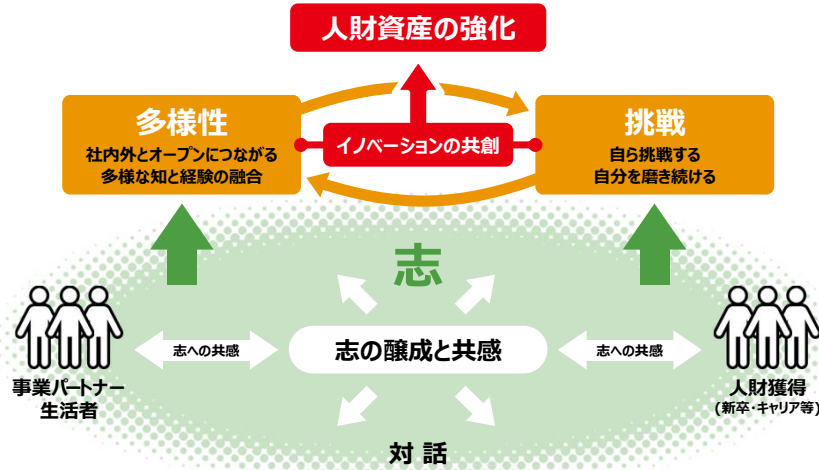 人財資産の強化
多様性
社内外とオープンにつながる
多様な知と経験の融合
イノベーションの共創
挑戦
自ら挑戦する
自分を磨き続ける
志
志への共感
志の醸成と共感
志への共感
事業パートナー
生活者
人財獲得
(新卒・キャリア等)
対話